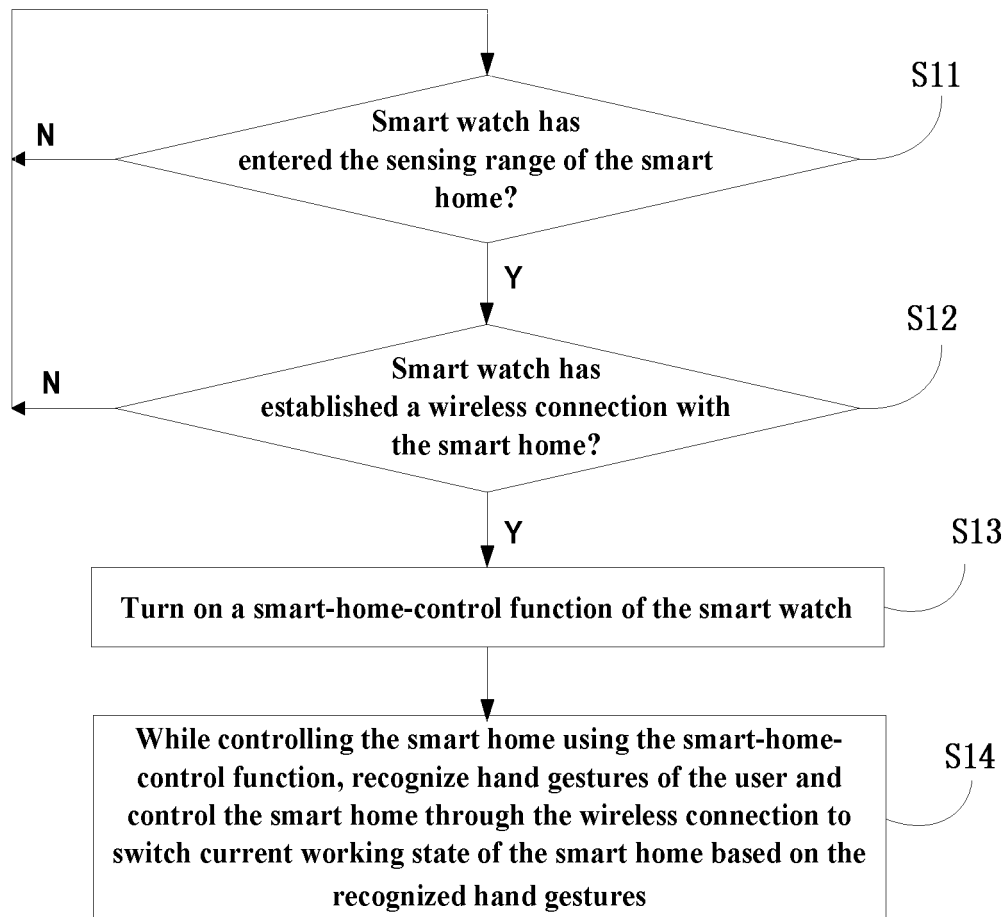 S11
Smart watch has
entered the sensing range of the smart
home?
N
Y
S12
Smart watch has
established a wireless connection with
the smart home?
N
Y
S13
Turn on a smart-home-control function of the smart watch
S14
While controlling the smart home using the smart-home-
control function, recognize hand gestures of the user and
control the smart home through the wireless connection to
switch current working state of the smart home based on the
recognized hand gestures